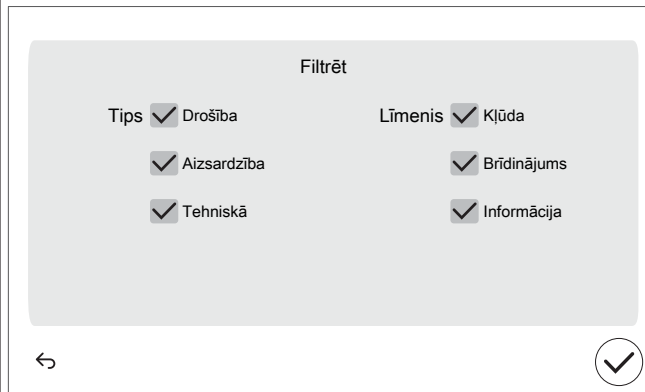 Filtrēt
Tips Drošība Līmenis Kļūda
Aizsardzība Brīdinājums
Tehniskā Informācija